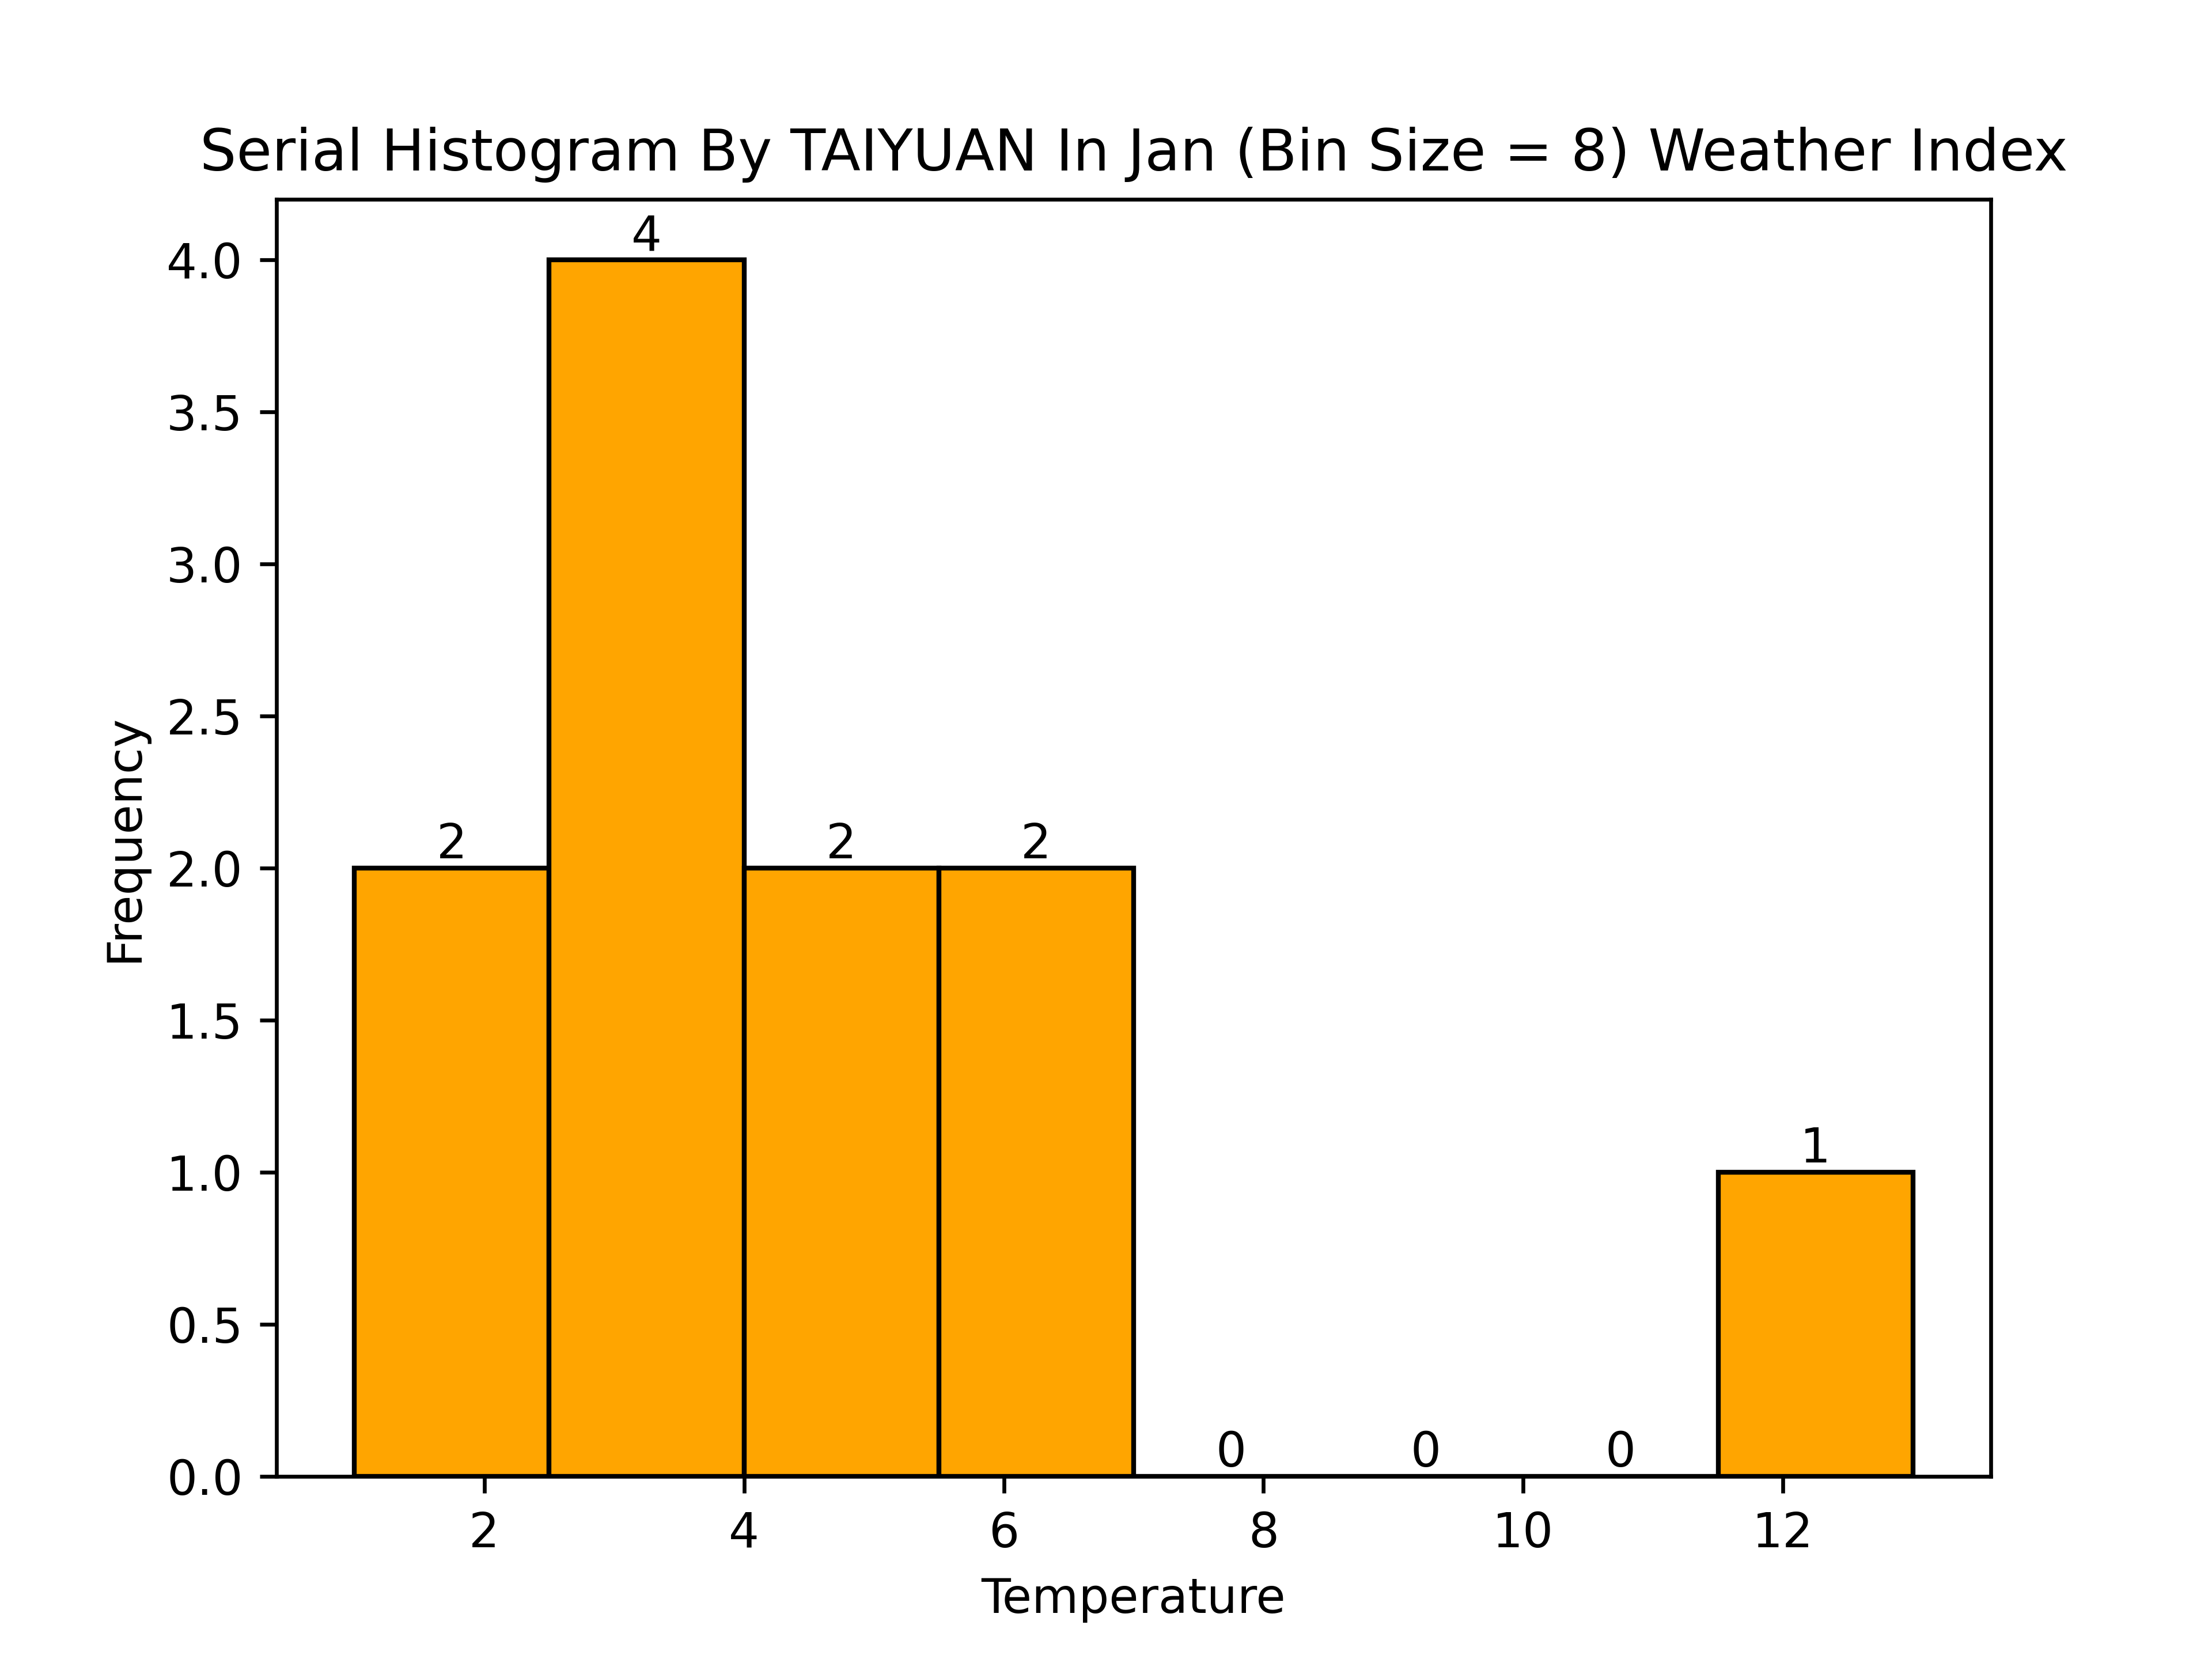 Serial Histogram By TAIYUAN In Jan (Bin Size = 8) Weather Index
4
4.0
3.5
3.0
2.5
2 2 2
2.0
1.5
1
1.0
0.5
0 0 0
0.0
Frequency
2 4 6 8 10 12
Temperature